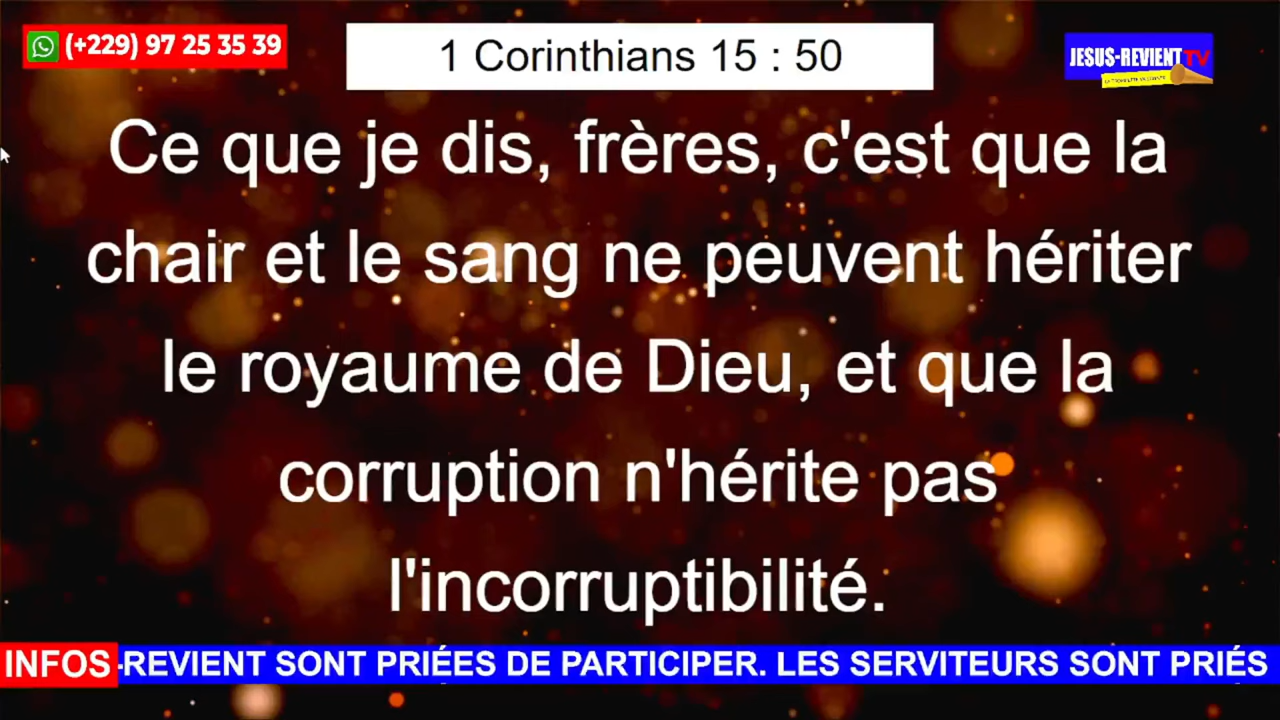 (+229) 97 25 35 39
1 Corinthians 15 : 50
JESUS-REVIENT TV
Ce que je dis, frères, c'est que la
chair et le sang ne peuvent hériter
le royaume de Dieu, et que la
corruption n'hérite pas
l'incorruptibilité.
INFOS -REVIENT SONT PRIÉES DE PARTICIPER. LES SERVITEURS SONT PRIÉS